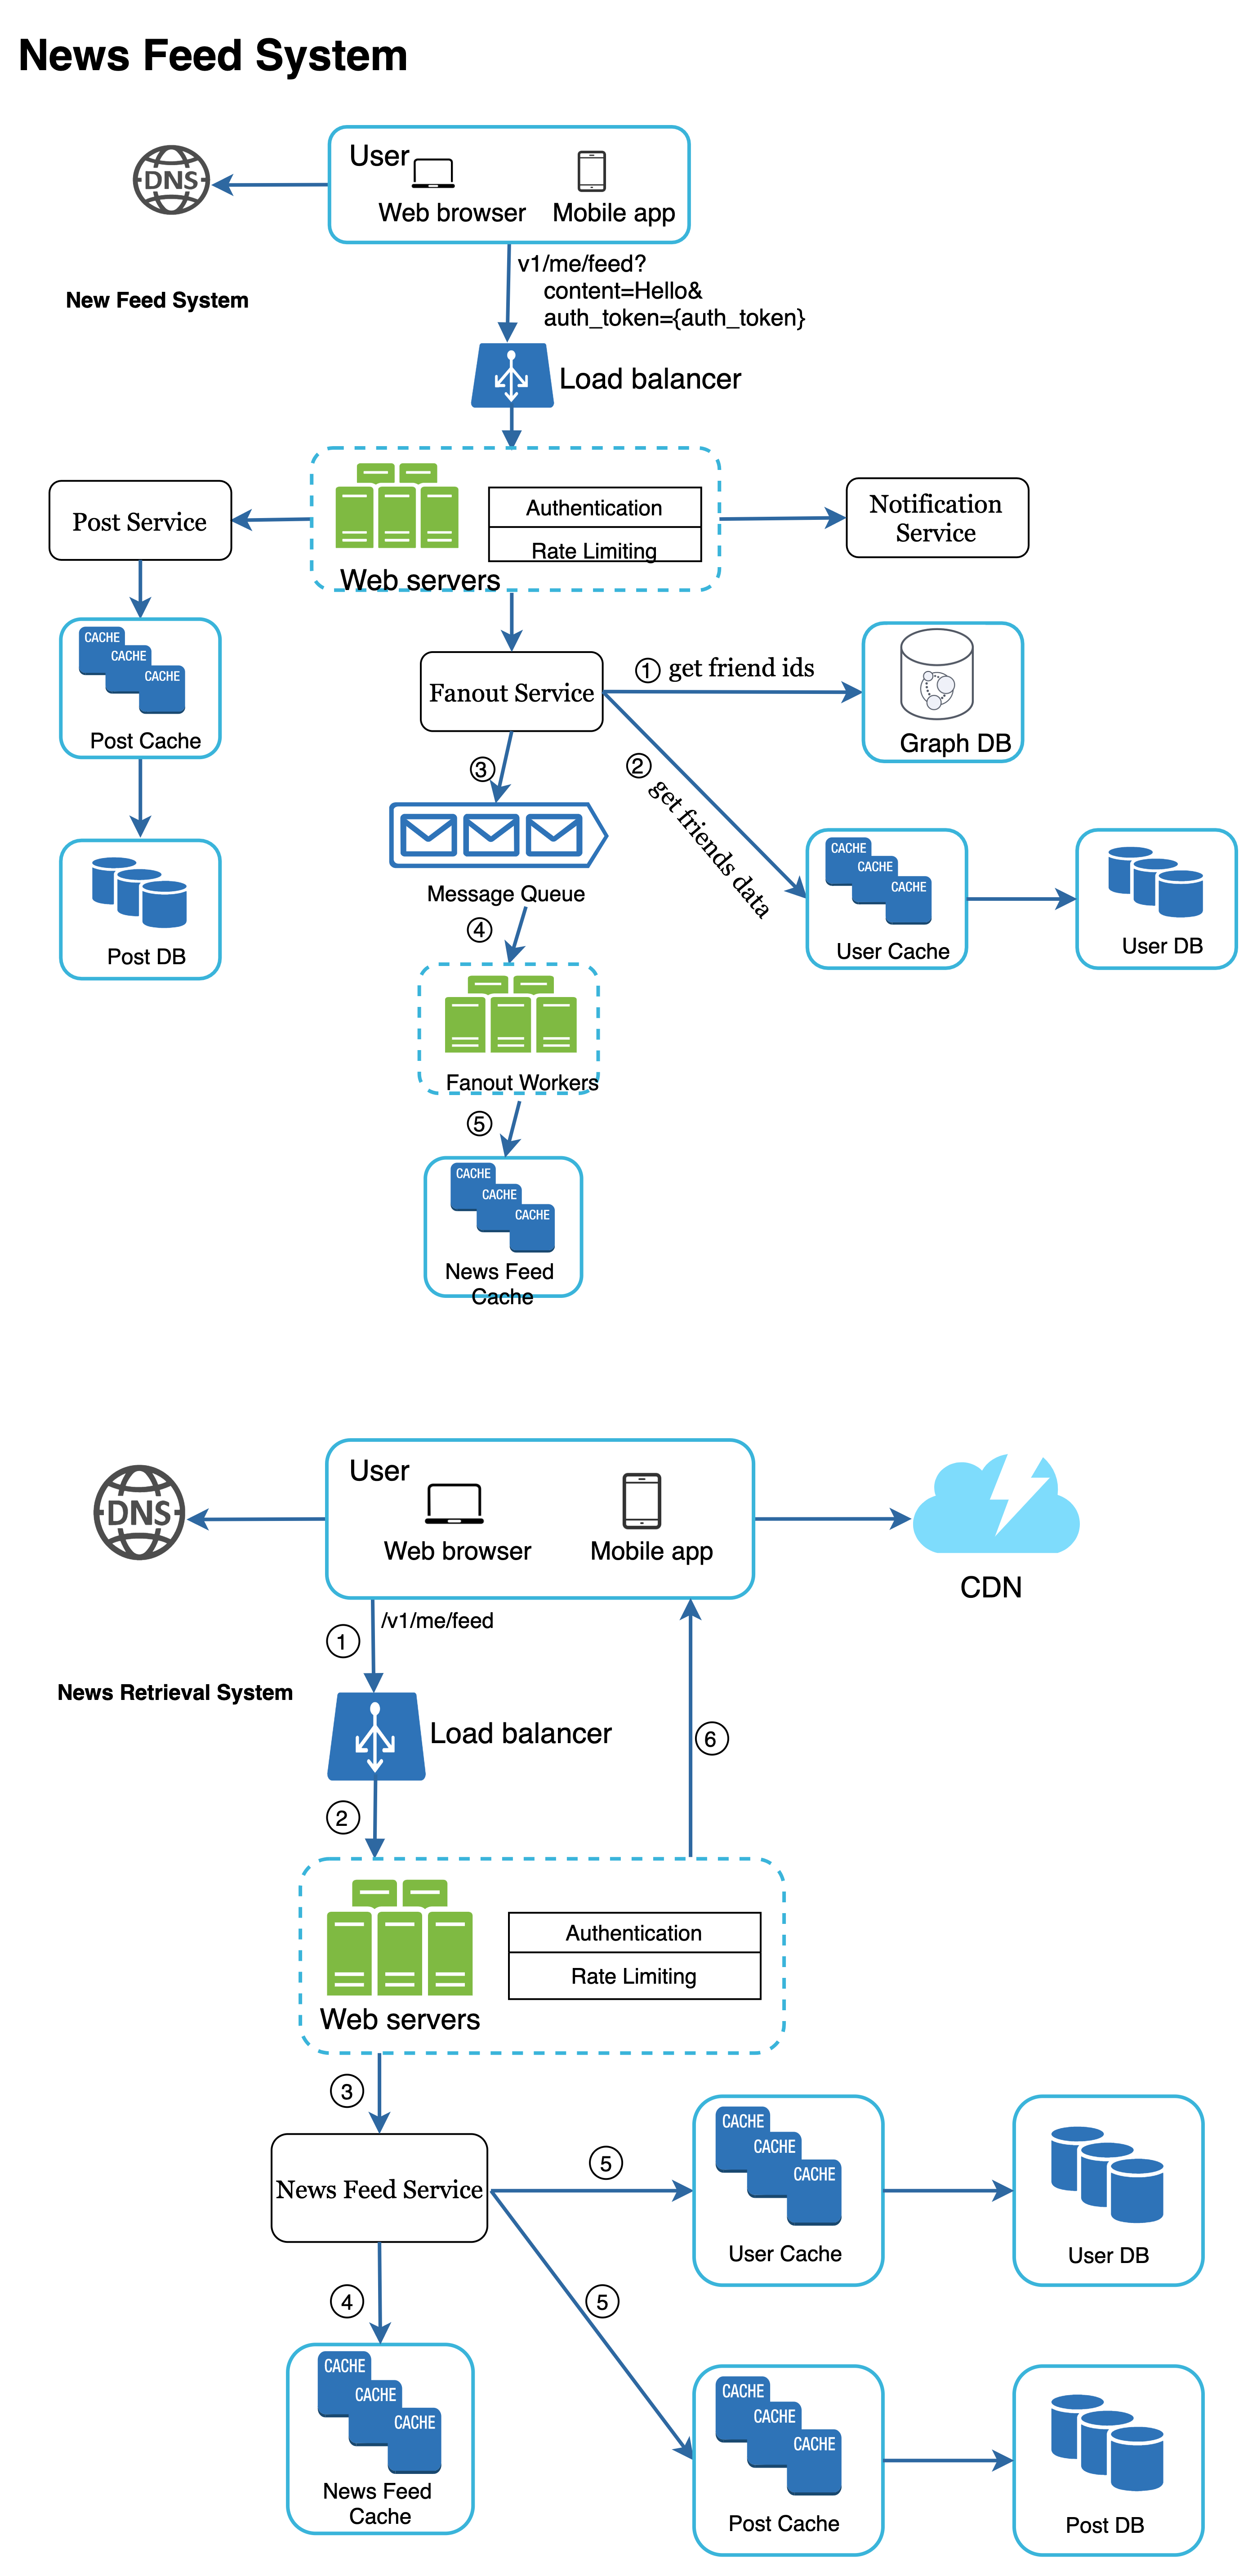 News Feed System
DNS
User
Web browser
Mobile app
v1/me/feed?
content=Hello&
auth_token={auth_token}
New Feed System
Load balancer
Post Service
Authentication
Rate Limiting
Web servers
Notification
Service
CACHE
CACHE
CACHE
Post Cache
Fanout Service
① get friend ids
Graph DB
② get friends data
③
Message Queue
CACHE
CACHE
CACHE
User Cache
User DB
Post DB
④
Fanout Workers
⑤
CACHE
CACHE
CACHE
News Feed
Cache
DNS
User
Web browser
Mobile app
CDN
① /v1/me/feed
News Retrieval System
Load balancer
⑥
②
Authentication
Rate Limiting
Web servers
③
News Feed Service
⑤
CACHE
CACHE
CACHE
User Cache
User DB
④
⑤
CACHE
CACHE
CACHE
News Feed
Cache
CACHE
CACHE
CACHE
Post Cache
Post DB